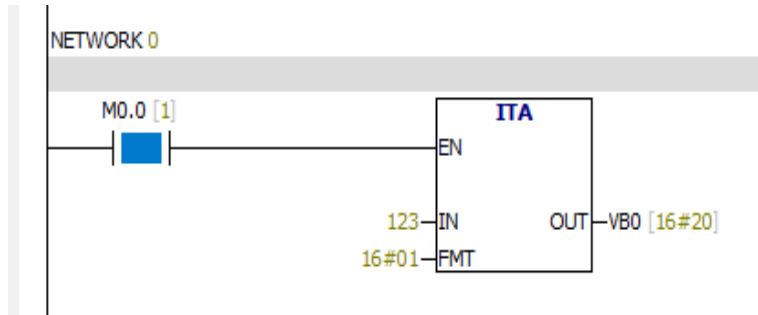 NETWORK 0
M0.0 [1]
ITA
EN
123 IN OUT VB0 [16#20]
16#01 FMT